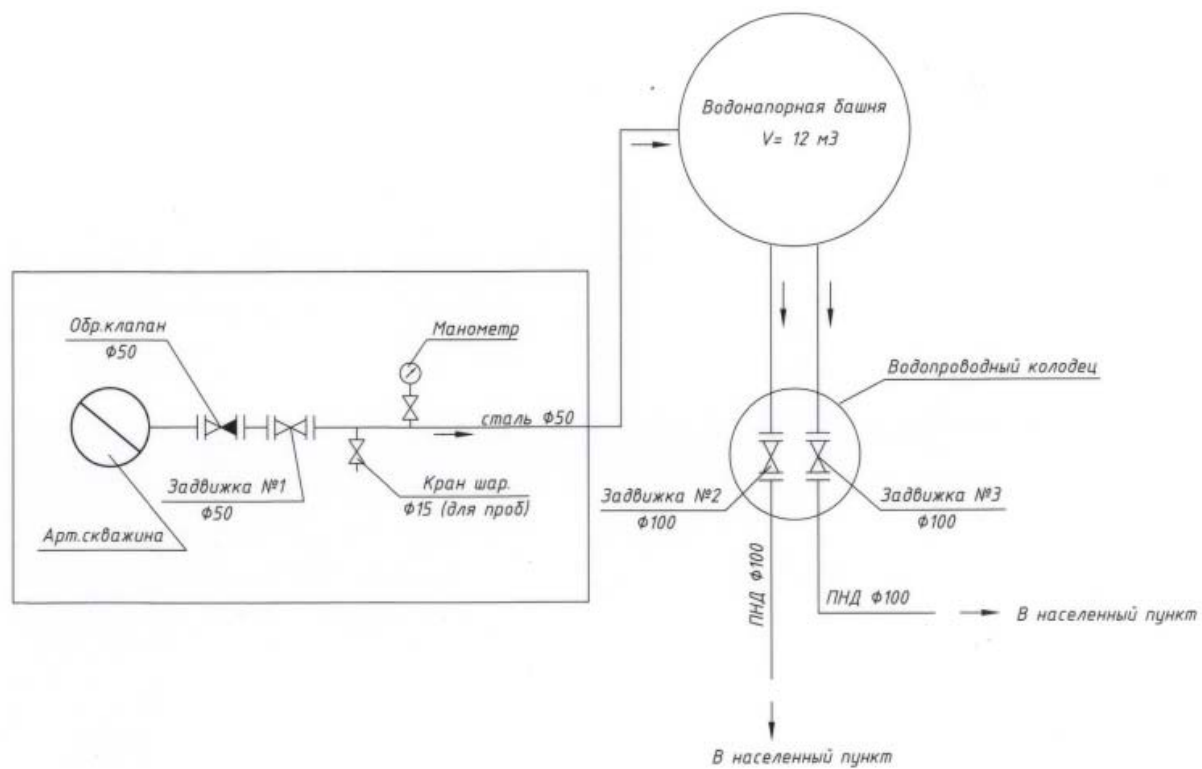 Водонапорная башня
V= 12 м3
Обр.клапан
Ф50
Манометр
Водопроводный колодец
сталь Ф50
Задвижка №1
Ф50
Кран шар.
Ф15 (для проб)
Арт.скважина
Задвижка №2
Ф100
Задвижка №3
Ф100
ПНД Ф100
ПНД Ф100
В населенный пункт
В населенный пункт